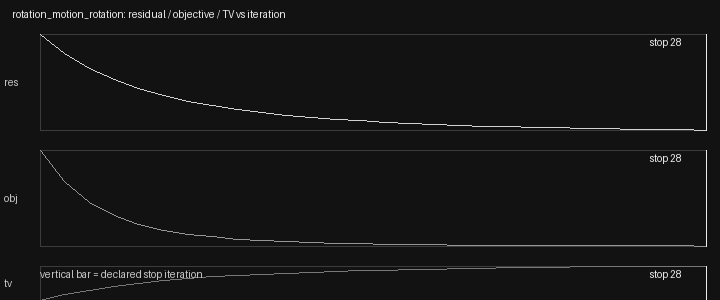 rotation_motion_rotation: residual / objective / TV vs iteration
stop 28
res
stop 28
obj
vertical bar = declared stop iteration
stop 28
tv